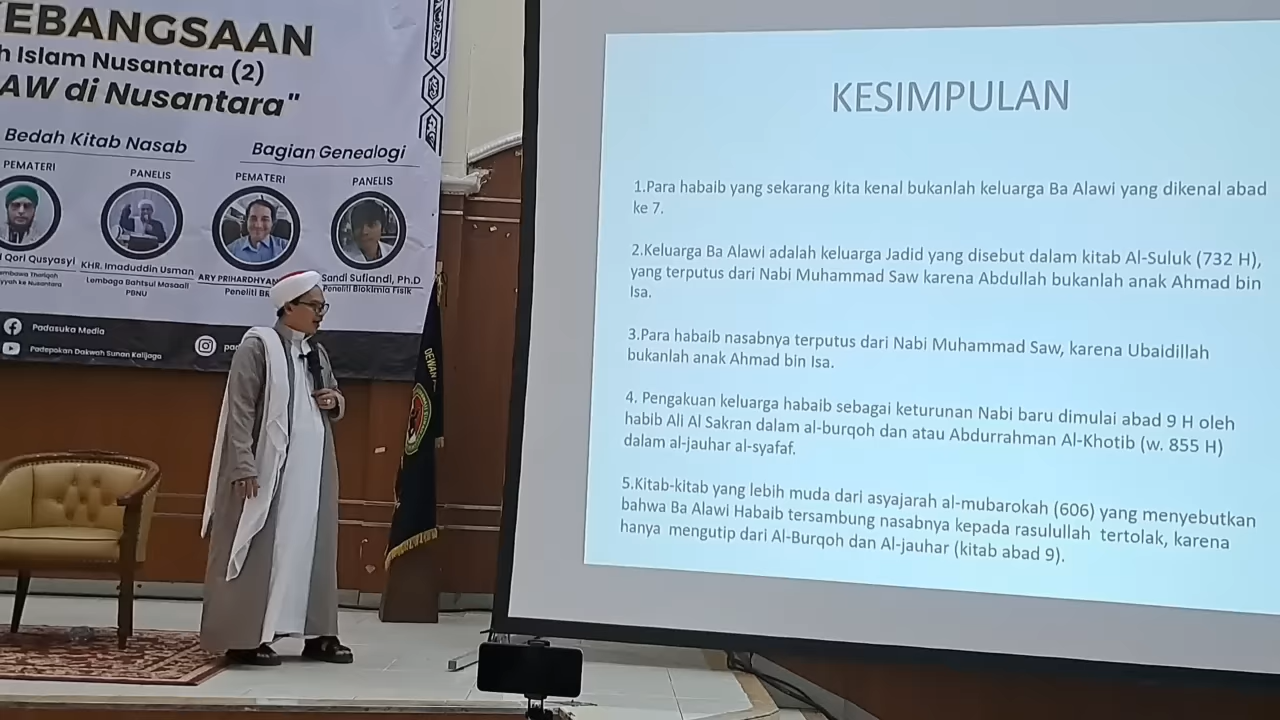 EBANGSAAN
h Islam Nusantara (2)
AW di Nusantara"
Bedah Kitab Nasab
Bagian Genealogi
PEMATERI
PANELIS
PEMATERI
PANELIS
Qori Qusyasyi
KHR. Imaduddin Usman
Lembaga Bahtsul Masaail
PBNU
ARY PRIHARDHYAN
Peneliti BR
Sandi Sufiandi, Ph.D
Peneliti Biokimia Fisik
Padasuka Media
Padepokan Dakwah Sunan Kalijaga
pad
DEWAN
KESIMPULAN
1.Para habaib yang sekarang kita kenal bukanlah keluarga Ba Alawi yang dikenal abad
ke 7.
2.Keluarga Ba Alawi adalah keluarga Jadid yang disebut dalam kitab Al-Suluk (732 H),
yang terputus dari Nabi Muhammad Saw karena Abdullah bukanlah anak Ahmad bin
Isa.
3.Para habaib nasabnya terputus dari Nabi Muhammad Saw, karena Ubaidillah
bukanlah anak Ahmad bin Isa.
4. Pengakuan keluarga habaib sebagai keturunan Nabi baru dimulai abad 9 H oleh
habib Ali Al Sakran dalam al-burqoh dan atau Abdurrahman Al-Khotib (w. 855 H)
dalam al-jauhar al-syafaf.
5.Kitab-kitab yang lebih muda dari asyajarah al-mubarokah (606) yang menyebutkan
bahwa Ba Alawi Habaib tersambung nasabnya kepada rasulullah tertolak, karena
hanya mengutip dari Al-Burqoh dan Al-jauhar (kitab abad 9).